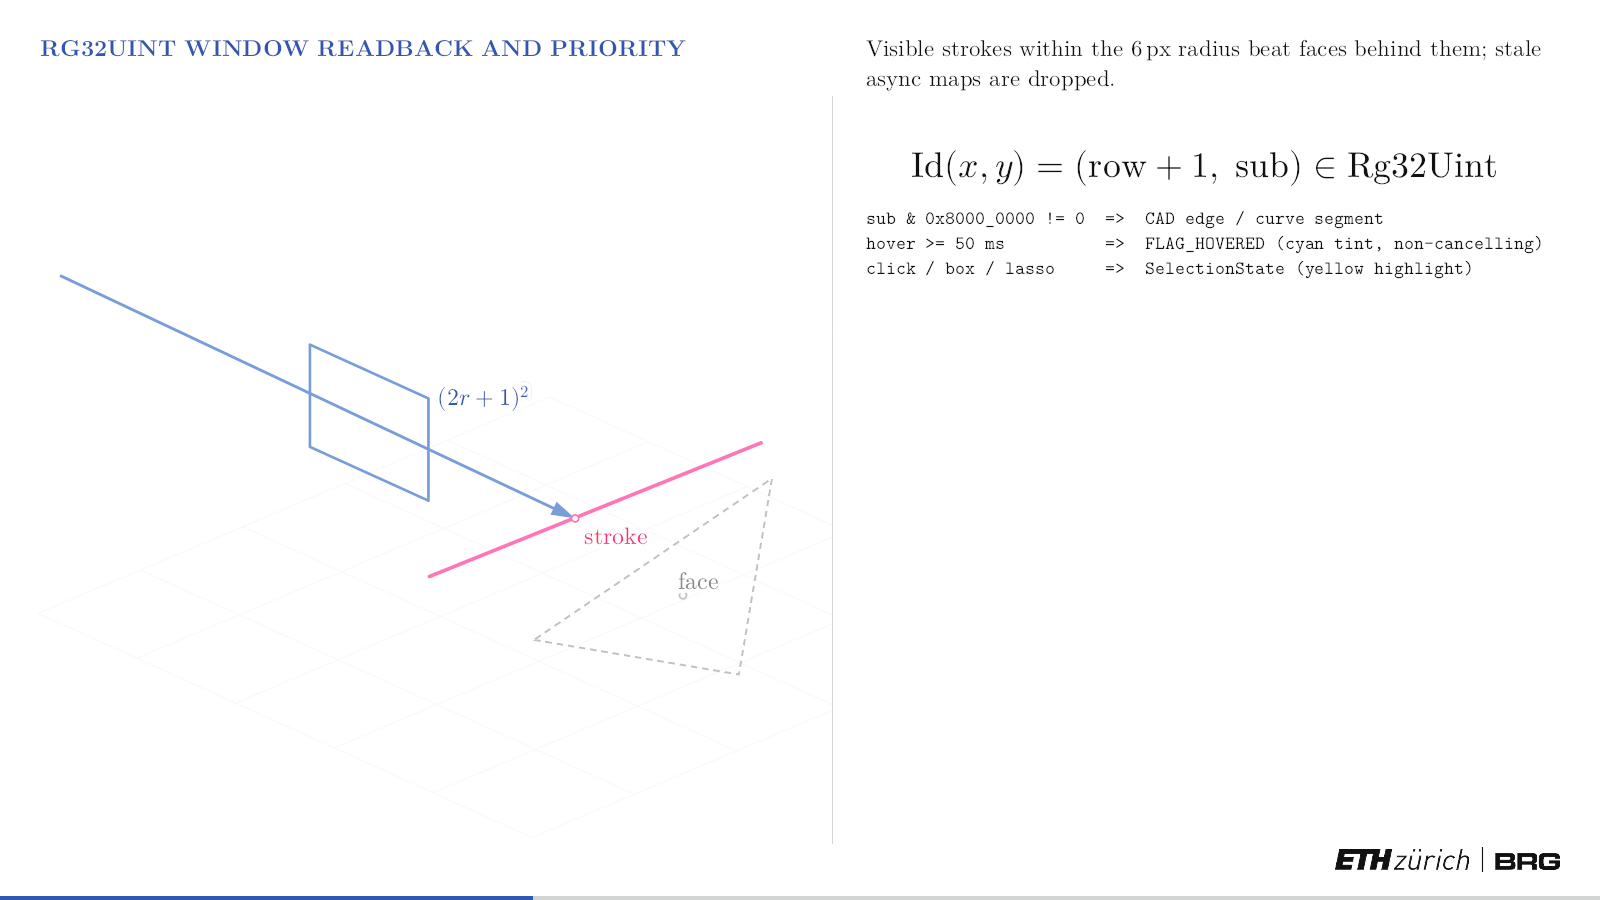 RG32UINT WINDOW READBACK AND PRIORITY
Visible strokes within the 6 px radius beat faces behind them; stale
async maps are dropped.
Id(x, y) = (row + 1, sub) ∈ Rg32Uint
sub & 0x8000_0000 != 0  =>  CAD edge / curve segment
hover >= 50 ms          =>  FLAG_HOVERED (cyan tint, non-cancelling)
click / box / lasso     =>  SelectionState (yellow highlight)
(2r + 1)²
stroke
face
ETH zürich | BRG